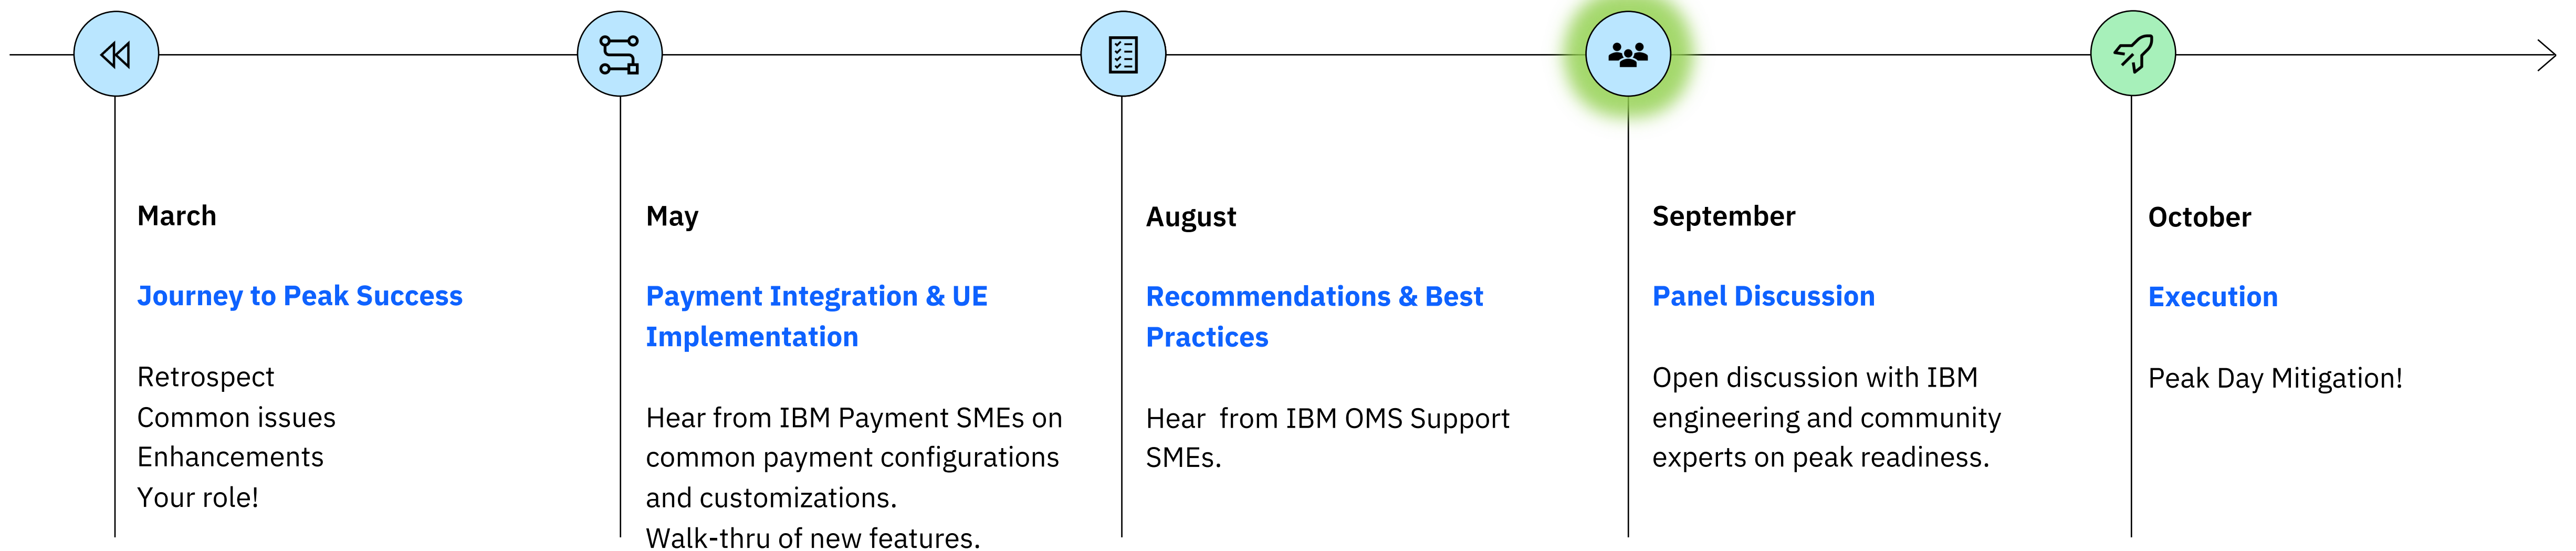 March
Journey to Peak Success
Retrospect
Common issues
Enhancements
Your role!
May
Payment Integration & UE
Implementation
Hear from IBM Payment SMEs on
common payment configurations
and customizations.
Walk-thru of new features.
August
Recommendations & Best
Practices
Hear  from IBM OMS Support
SMEs.
September
Panel Discussion
Open discussion with IBM
engineering and community
experts on peak readiness.
October
Execution
Peak Day Mitigation!